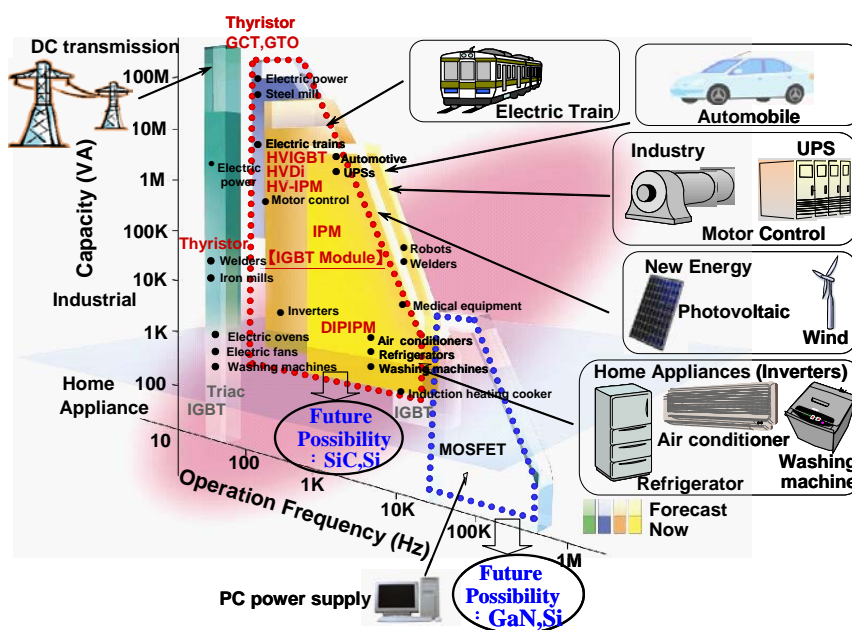 Thyristor
GCT,GTO
DC transmission
100M
10M
1M
100K
10K
1K
100
Capacity (VA)
Industrial
Home
Appliance
Electric power
Steel mill
Electric trains
HVIGBT
HVDi
HV-IPM
Motor control
Automotive
UPSs
Electric
power
Thyristor
Welders
Iron mills
IPM
【IGBT Module】
Robots
Welders
Medical equipment
Inverters
DIPIPM
Electric ovens
Electric fans
Washing machines
Air conditioners
Refrigerators
Washing machines
Induction heating cooker
Triac
IGBT
IGBT
MOSFET
Future
Possibility
: SiC,Si
10
100
1K
10K
100K
1M
Operation Frequency (Hz)
PC power supply
Future
Possibility
: GaN,Si
Electric Train
Automobile
Industry
UPS
Motor Control
New Energy
Photovoltaic
Wind
Home Appliances (Inverters)
Air conditioner
Refrigerator
Washing
machine
Forecast
Now